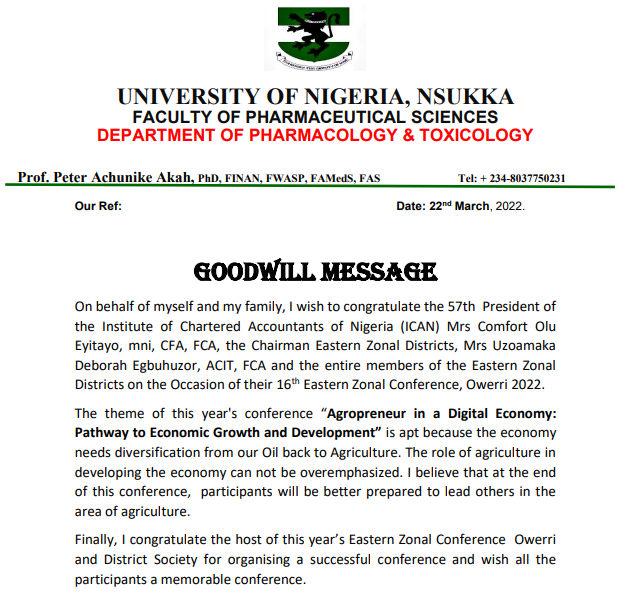 UNIVERSITY OF NIGERIA, NSUKKA
FACULTY OF PHARMACEUTICAL SCIENCES
DEPARTMENT OF PHARMACOLOGY & TOXICOLOGY
Prof. Peter Achunike Akah, PhD, FINAN, FWASP, FAMedS, FAS Tel: + 234-8037750231
Our Ref: Date: 22nd March, 2022.
GOODWILL MESSAGE
On behalf of myself and my family, I wish to congratulate the 57th President of
the Institute of Chartered Accountants of Nigeria (ICAN) Mrs Comfort Olu
Eyitayo, mni, CFA, FCA, the Chairman Eastern Zonal Districts, Mrs Uzoamaka
Deborah Egbuhuzor, ACIT, FCA and the entire members of the Eastern Zonal
Districts on the Occasion of their 16th Eastern Zonal Conference, Owerri 2022.
The theme of this year's conference “Agropreneur in a Digital Economy:
Pathway to Economic Growth and Development” is apt because the economy
needs diversification from our Oil back to Agriculture. The role of agriculture in
developing the economy can not be overemphasized. I believe that at the end
of this conference, participants will be better prepared to lead others in the
area of agriculture.
Finally, I congratulate the host of this year’s Eastern Zonal Conference Owerri
and District Society for organising a successful conference and wish all the
participants a memorable conference.